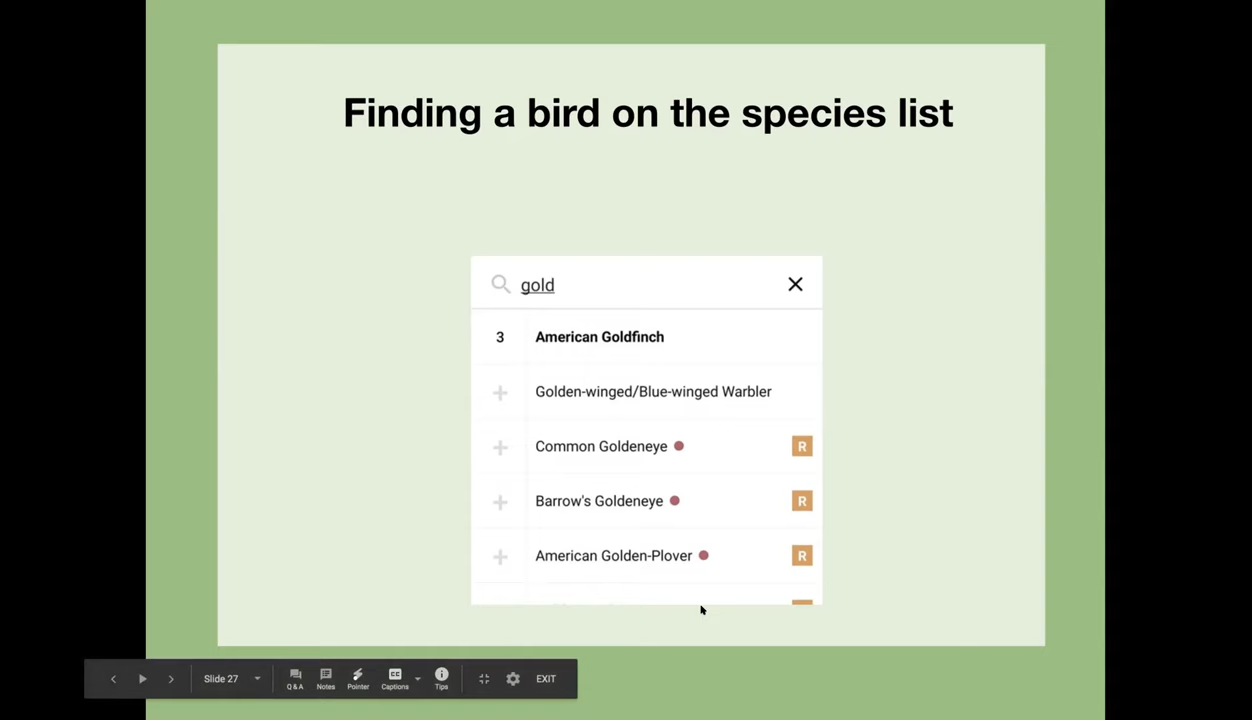 Finding a bird on the species list
gold
3 American Goldfinch
Golden-winged/Blue-winged Warbler
Common Goldeneye R
Barrow's Goldeneye R
American Golden-Plover R
Slide 27
Q & A
Notes
Pointer
CC
Captions
Tips
EXIT